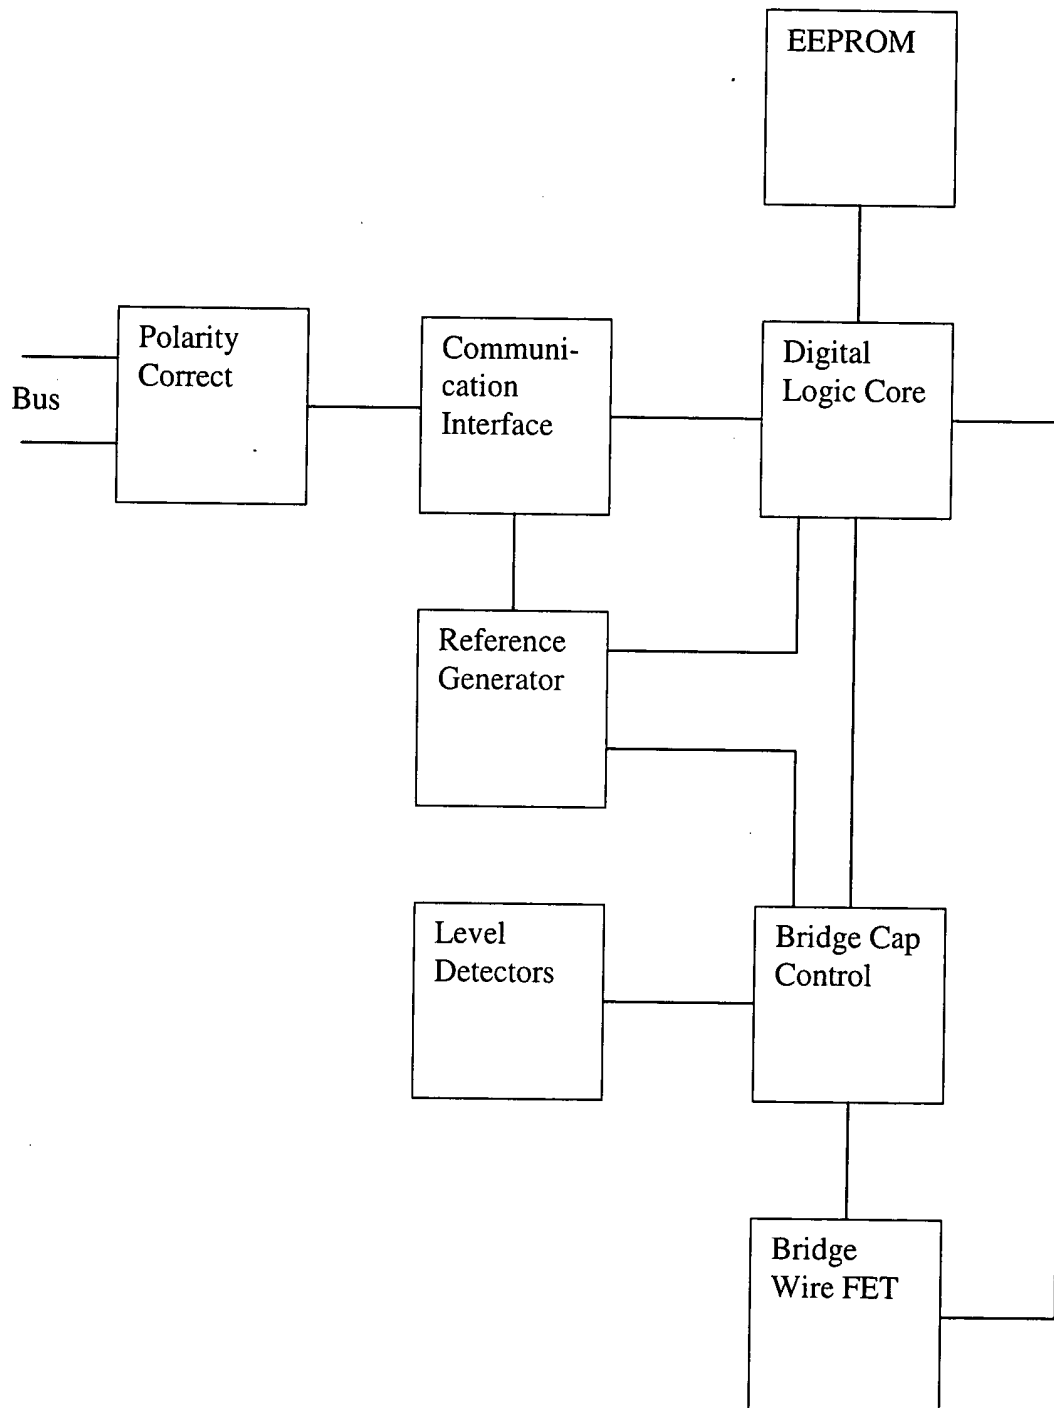 EEPROM
Polarity
Correct
Bus
Communi-
cation
Interface
Digital
Logic Core
Reference
Generator
Level
Detectors
Bridge Cap
Control
Bridge
Wire FET